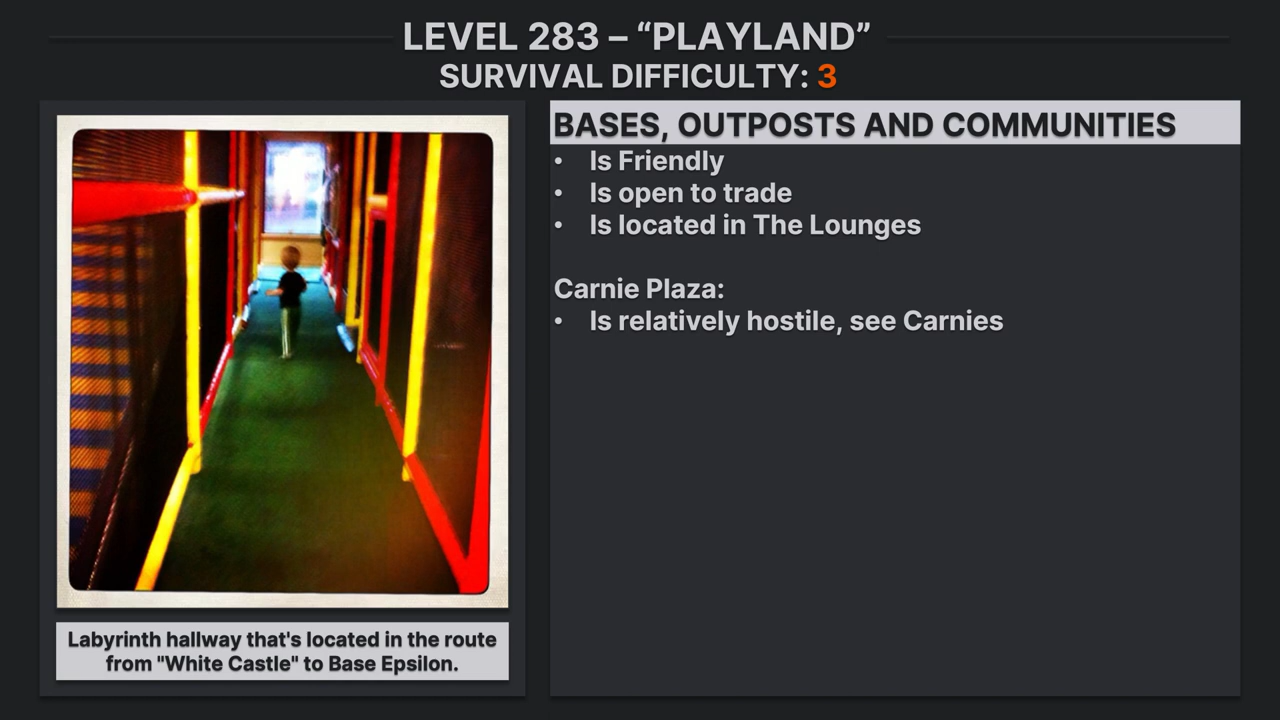 LEVEL 283 – “PLAYLAND”
SURVIVAL DIFFICULTY: 3
BASES, OUTPOSTS AND COMMUNITIES
• Is Friendly
• Is open to trade
• Is located in The Lounges
Carnie Plaza:
• Is relatively hostile, see Carnies
Labyrinth hallway that's located in the route
from "White Castle" to Base Epsilon.